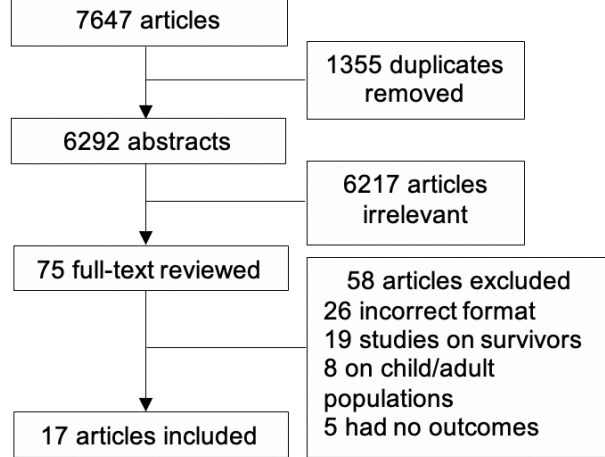 7647 articles
1355 duplicates
removed
6292 abstracts
6217 articles
irrelevant
75 full-text reviewed
58 articles excluded
26 incorrect format
19 studies on survivors
8 on child/adult
populations
5 had no outcomes
17 articles included